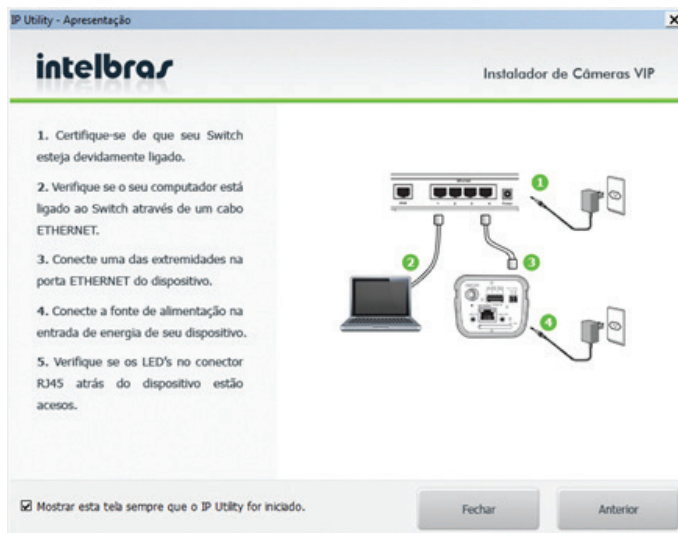 IP Utility - Apresentação
intelbras
Instalador de Câmeras VIP
1. Certifique-se de que seu Switch
esteja devidamente ligado.
2. Verifique se o seu computador está
ligado ao Switch através de um cabo
ETHERNET.
3. Conecte uma das extremidades na
porta ETHERNET do dispositivo.
4. Conecte a fonte de alimentação na
entrada de energia de seu dispositivo.
5. Verifique se os LED's no conector
RJ45 atrás do dispositivo estão
acesos.
1
2
3
4
Mostrar esta tela sempre que o IP Utility for iniciado.
Fechar
Anterior